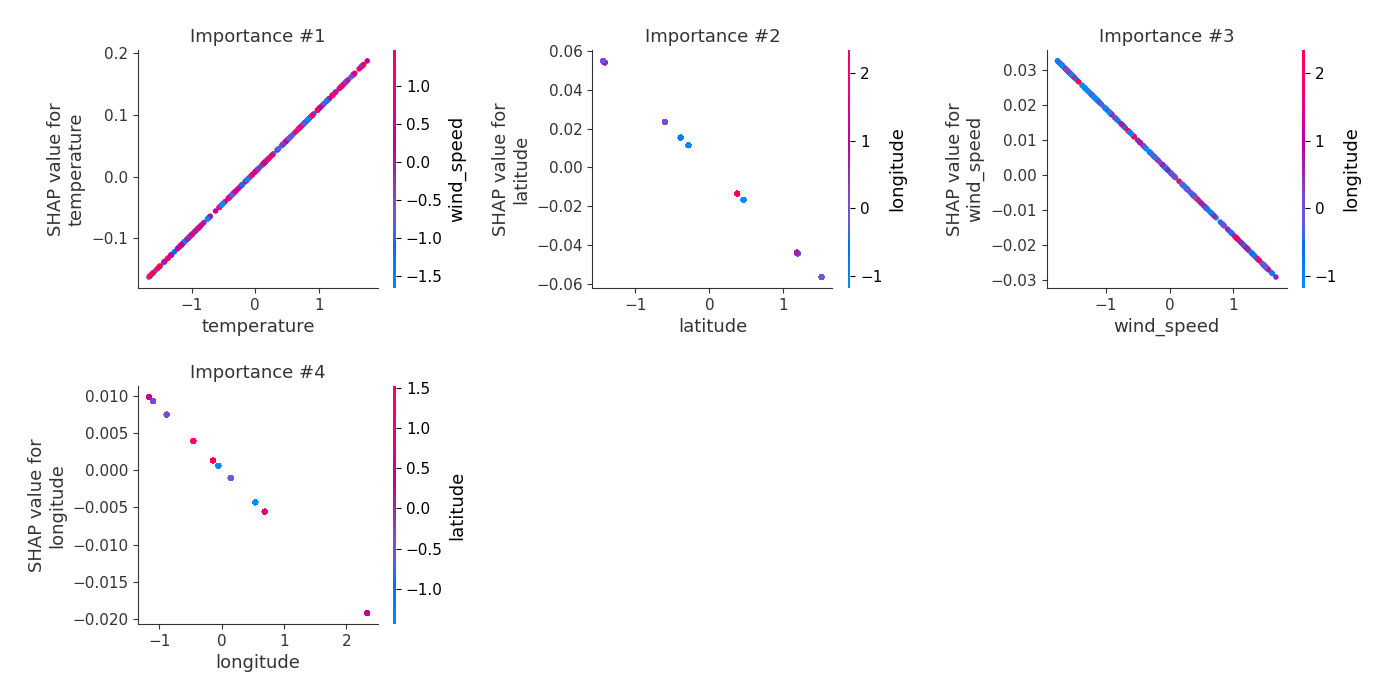 Importance #1
0.2
0.1
0.0
−0.1
SHAP value for
temperature
−1
0
1
temperature
1.0
0.5
0.0
−0.5
−1.0
−1.5
wind_speed
Importance #2
0.06
0.04
0.02
0.00
−0.02
−0.04
−0.06
SHAP value for
latitude
−1
0
1
latitude
2
1
0
−1
longitude
Importance #3
0.03
0.02
0.01
0.00
−0.01
−0.02
−0.03
SHAP value for
wind_speed
−1
0
1
wind_speed
2
1
0
−1
longitude
Importance #4
0.010
0.005
0.000
−0.005
−0.010
−0.015
−0.020
SHAP value for
longitude
−1
0
1
2
longitude
1.5
1.0
0.5
0.0
−0.5
−1.0
latitude